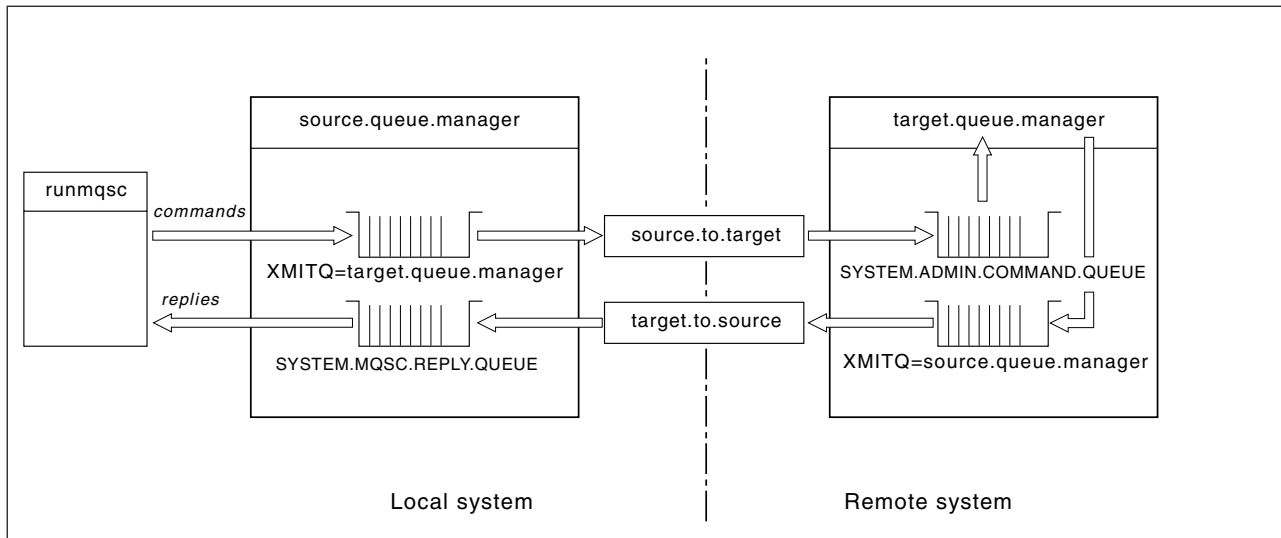 source.queue.manager
target.queue.manager
runmqsc
commands
source.to.target
XMITQ=target.queue.manager
SYSTEM.ADMIN.COMMAND.QUEUE
replies
target.to.source
SYSTEM.MQSC.REPLY.QUEUE
XMITQ=source.queue.manager
Local system
Remote system